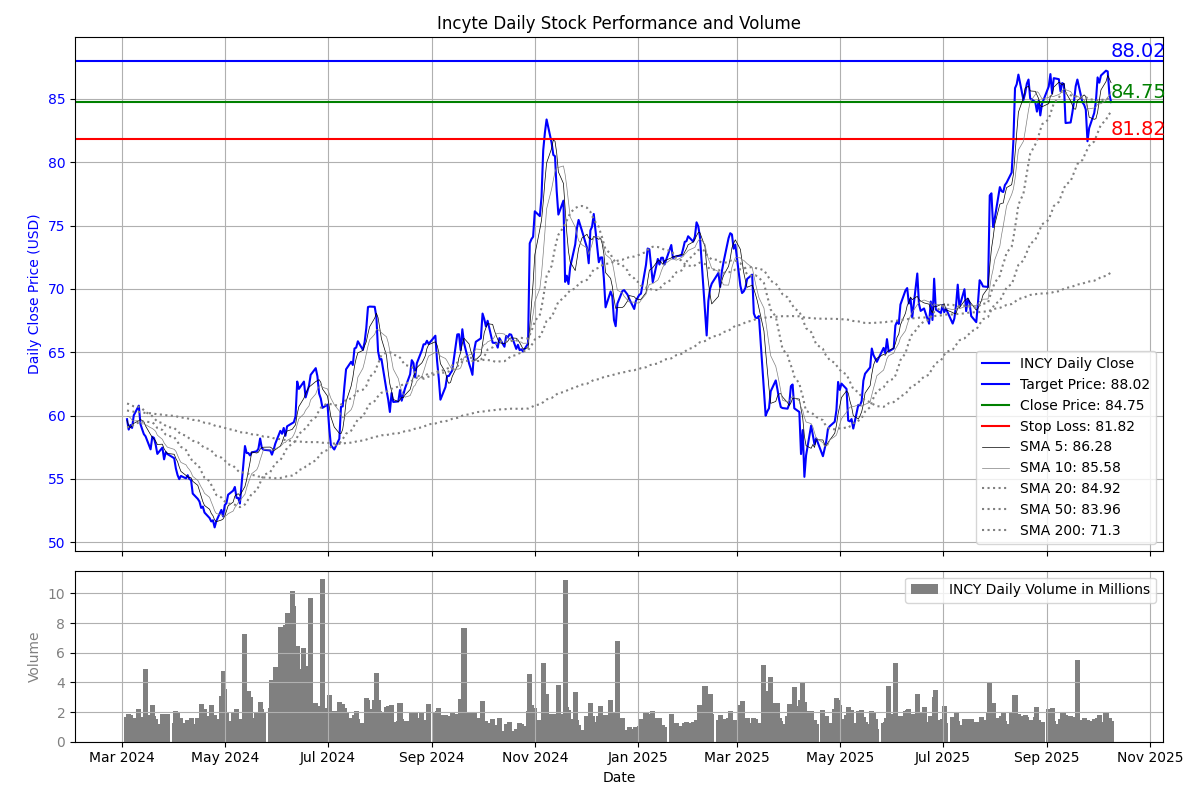 Incyte Daily Stock Performance and Volume
88.02
84.75
81.82
85
80
75
70
65
60
55
50
Daily Close Price (USD)
INCY Daily Close
Target Price: 88.02
Close Price: 84.75
Stop Loss: 81.82
SMA 5: 86.28
SMA 10: 85.58
SMA 20: 84.92
SMA 50: 83.96
SMA 200: 71.3
INCY Daily Volume in Millions
10
8
6
4
2
0
Volume
Mar 2024 May 2024 Jul 2024 Sep 2024 Nov 2024 Jan 2025 Mar 2025 May 2025 Jul 2025 Sep 2025 Nov 2025
Date